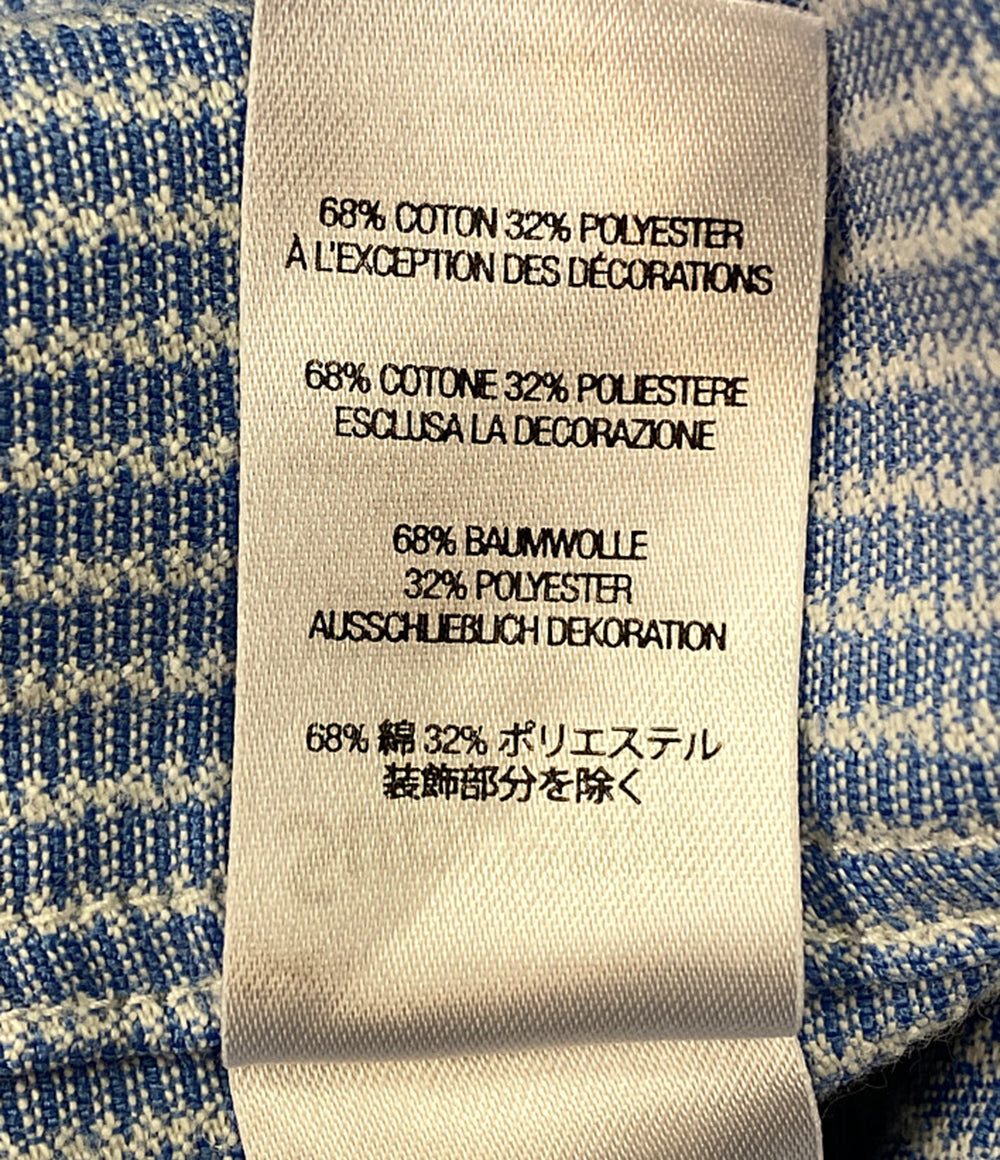 68% COTON 32% POLYESTER
À L'EXCEPTION DES DÉCORATIONS
68% COTONE 32% POLIESTERE
ESCLUSA LA DECORAZIONE
68% BAUMWOLLE
32% POLYESTER
AUSSCHLIEßLICH DEKORATION
68% 綿 32% ポリエステル
装飾部分を除く